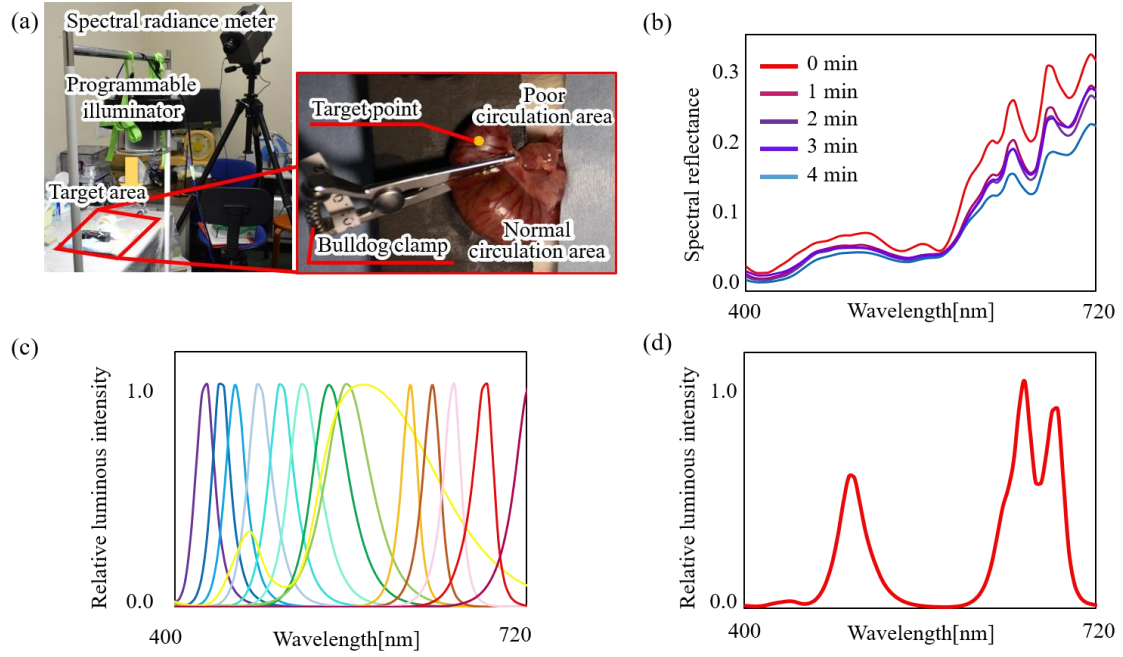 (a)
Spectral radiance meter
Programmable
illuminator
Target area
Target point
Poor
circulation area
Bulldog clamp
Normal
circulation area
(b)
Spectral reflectance
0.3
0.2
0.1
0.0
0 min
1 min
2 min
3 min
4 min
400
Wavelength[nm]
720
(c)
Relative luminous intensity
1.0
0.0
400
Wavelength[nm]
720
(d)
Relative luminous intensity
1.0
0.0
400
Wavelength[nm]
720